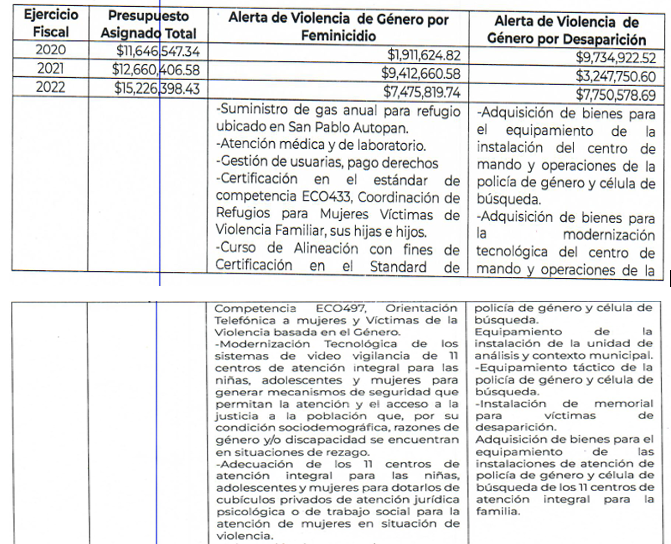 Ejercicio Fiscal
Presupuesto Asignado Total
Alerta de Violencia de Género por Feminicidio
Alerta de Violencia de Género por Desaparición
2020 $11,646,547.34 $1,911,624.82 $9,734,922.52
2021 $12,660,406.58 $9,412,660.58 $3,247,750.60
2022 $15,226,398.43 $7,475,819.74 $7,750,578.69
-Suministro de gas anual para refugio
ubicado en San Pablo Autopan.
-Atención médica y de laboratorio.
-Gestión de usuarias, pago derechos
-Certificación en el estándar de
competencia ECO433, Coordinación de
Refugios para Mujeres Víctimas de
Violencia Familiar, sus hijas e hijos.
-Curso de Alineación con fines de
Certificación en el Standard de
Competencia ECO497, Orientación
Telefónica a mujeres y Víctimas de la
Violencia basada en el Género.
-Modernización Tecnológica de los
sistemas de video vigilancia de 11
centros de atención integral para las
niñas, adolescentes y mujeres para
generar mecanismos de seguridad que
permitan la atención y el acceso a la
justicia a la población que, por su
condición sociodemográfica, razones de
género y/o discapacidad se encuentran
en situaciones de rezago.
-Adecuación de los 11 centros de
atención integral para las niñas,
adolescentes y mujeres para dotarlos de
cubículos privados de atención jurídica
psicológica o de trabajo social para la
atención de mujeres en situación de
violencia.
-Adquisición de bienes para
el equipamiento de la
instalación del centro de
mando y operaciones de la
policía de género y célula de
búsqueda.
-Adquisición de bienes para
la modernización
tecnológica del centro de
mando y operaciones de la
policía de género y célula de
búsqueda.
Equipamiento de la
instalación de la unidad de
análisis y contexto municipal.
-Equipamiento táctico de la
policía de género y célula de
búsqueda.
-Instalación de memorial
para víctimas de
desaparición.
Adquisición de bienes para el
equipamiento de las
instalaciones de atención de
policía de género y célula de
búsqueda de los 11 centros de
atención integral para la
familia.